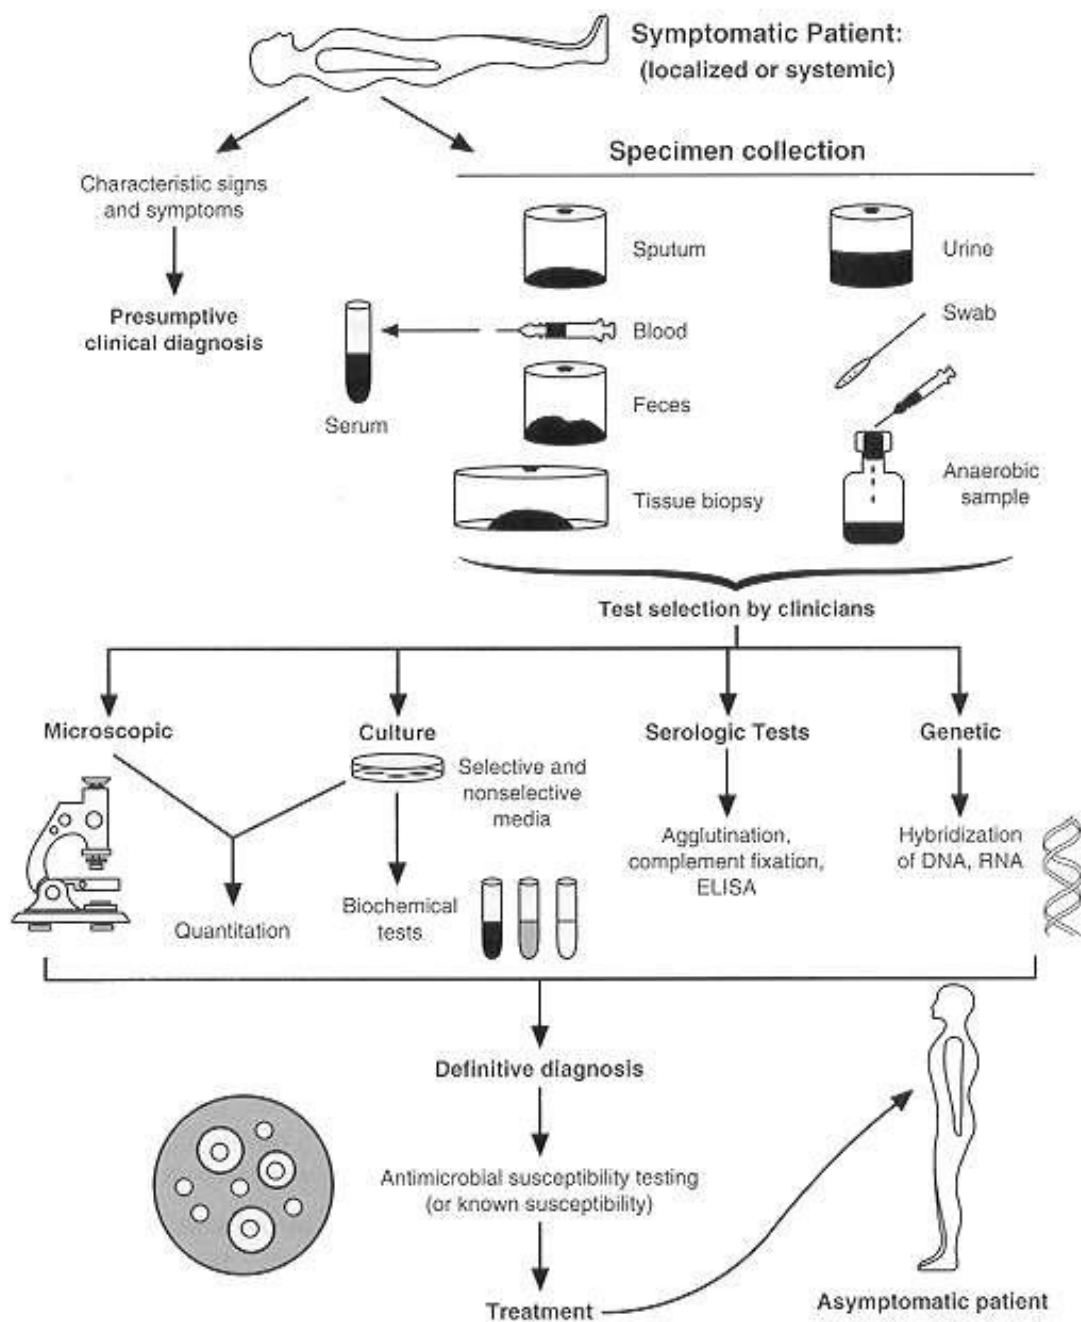 Symptomatic Patient:
(localized or systemic)
Specimen collection
Characteristic signs
and symptoms
Presumptive
clinical diagnosis
Sputum
Urine
Blood
Swab
Serum
Feces
Tissue biopsy
Anaerobic
sample
Test selection by clinicians
Microscopic
Culture
Serologic Tests
Genetic
Selective and
nonselective
media
Agglutination,
complement fixation,
ELISA
Hybridization
of DNA, RNA
Quantitation
Biochemical
tests
Definitive diagnosis
Antimicrobial susceptibility testing
(or known susceptibility)
Treatment
Asymptomatic patient